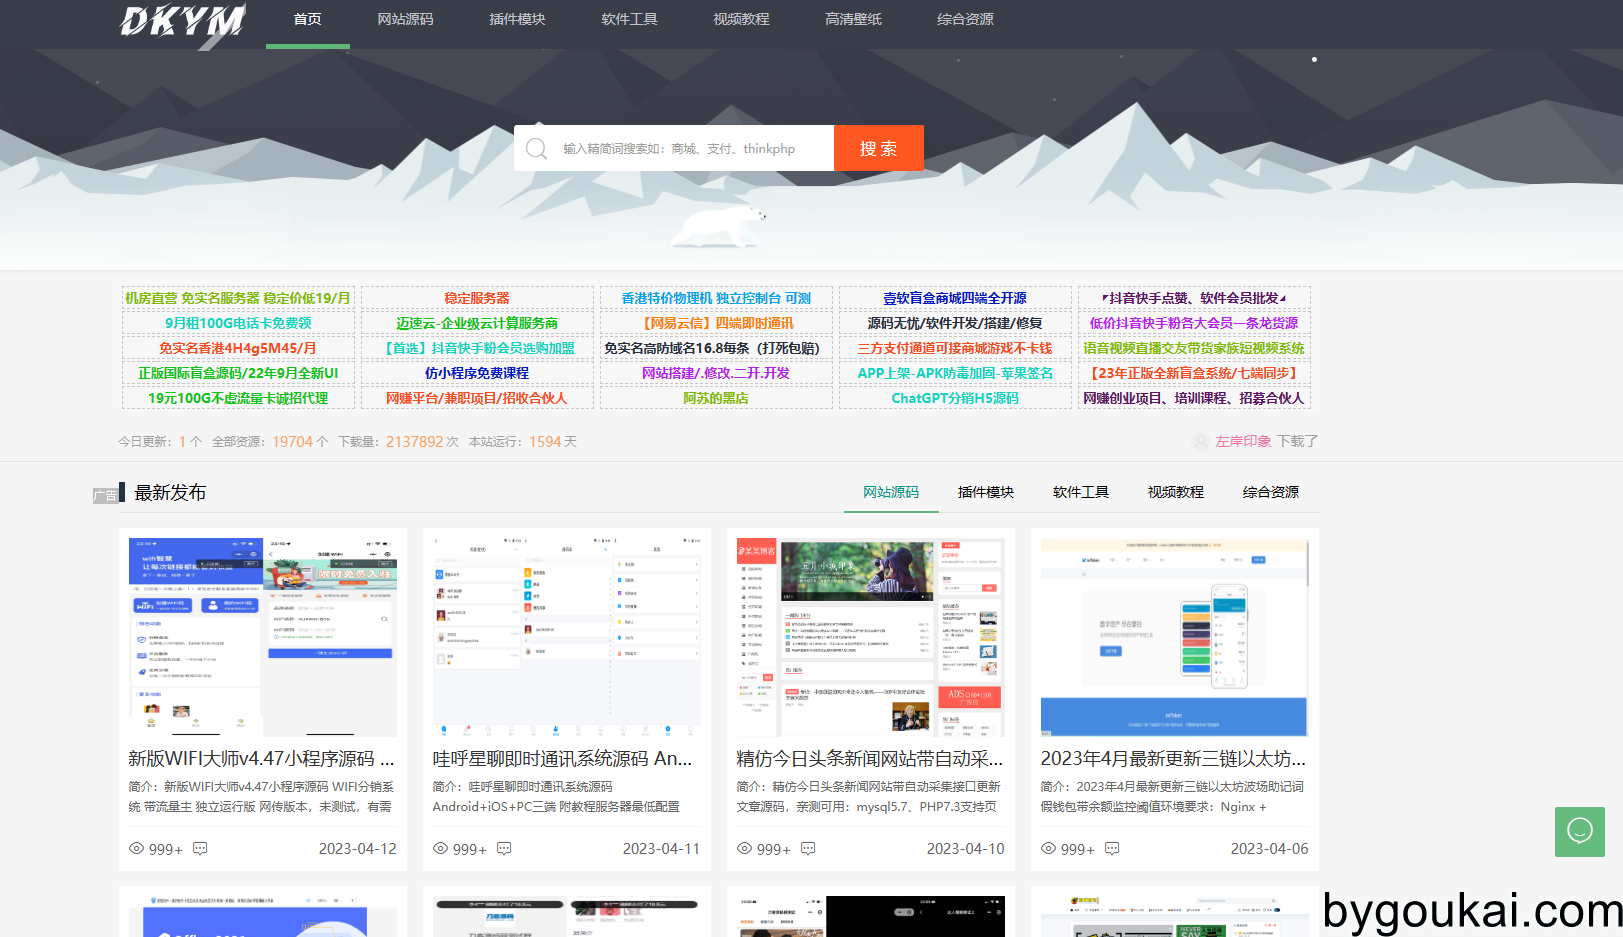 DKYM
首页 网站源码 插件模块 软件工具 视频教程 高清壁纸 综合资源
输入精简词搜索如：商城、支付、thinkphp 搜 索
机房直营 免实名服务器 稳定价低19/月 稳定服务器 香港特价物理机 独立控制台 可测 壹软盲盒商城四端全开源 抖音快手点赞、软件会员批发
9月租100G电话卡免费领 迈速云-企业级云计算服务商 【网易云信】四端即时通讯 源码无忧/软件开发/搭建/修复 低价抖音快手粉各大会员一条龙货源
免实名香港4H4g5M45/月 【首选】抖音快手粉会员选购加盟 免实名高防域名16.8每条（打死包赔） 三方支付通道可接商城游戏不卡钱 语音视频直播交友带货家族短视频系统
正版国际盲盒源码/22年9月全新UI 仿小程序免费课程 网站搭建/.修改.二开.开发 APP上架-APK防毒加固-苹果签名 【23年正版全新盲盒系统/七端同步】
19元100G不虚流量卡诚招代理 网赚平台/兼职项目/招收合伙人 阿苏的黑店 ChatGPT分销H5源码 网赚创业项目、培训课程、招募合伙人
今日更新：1 个 全部资源：19704 个 下载量：2137892 次 本站运行：1594 天 左岸印象 下载了
广告 最新发布 网站源码 插件模块 软件工具 视频教程 综合资源
新版WIFI大师v4.47小程序源码 ...
简介：新版WIFI大师v4.47小程序源码 WIFI分销系
统 带流量主 独立运行版 网传版本，未测试，有需
999+ 2023-04-12
哇呼星聊即时通讯系统源码 An...
简介：哇呼星聊即时通讯系统源码
Android+iOS+PC三端 附教程服务器最低配置
999+ 2023-04-11
精仿今日头条新闻网站带自动采...
简介：精仿今日头条新闻网站带自动采集接口更新
文章源码，亲测可用：mysql5.7、PHP7.3支持页
999+ 2023-04-10
2023年4月最新更新三链以太坊...
简介：2023年4月最新更新三链以太坊波场助记词
假钱包带余额监控阈值环境要求：Nginx +
999+ 2023-04-06
bygoukai.com